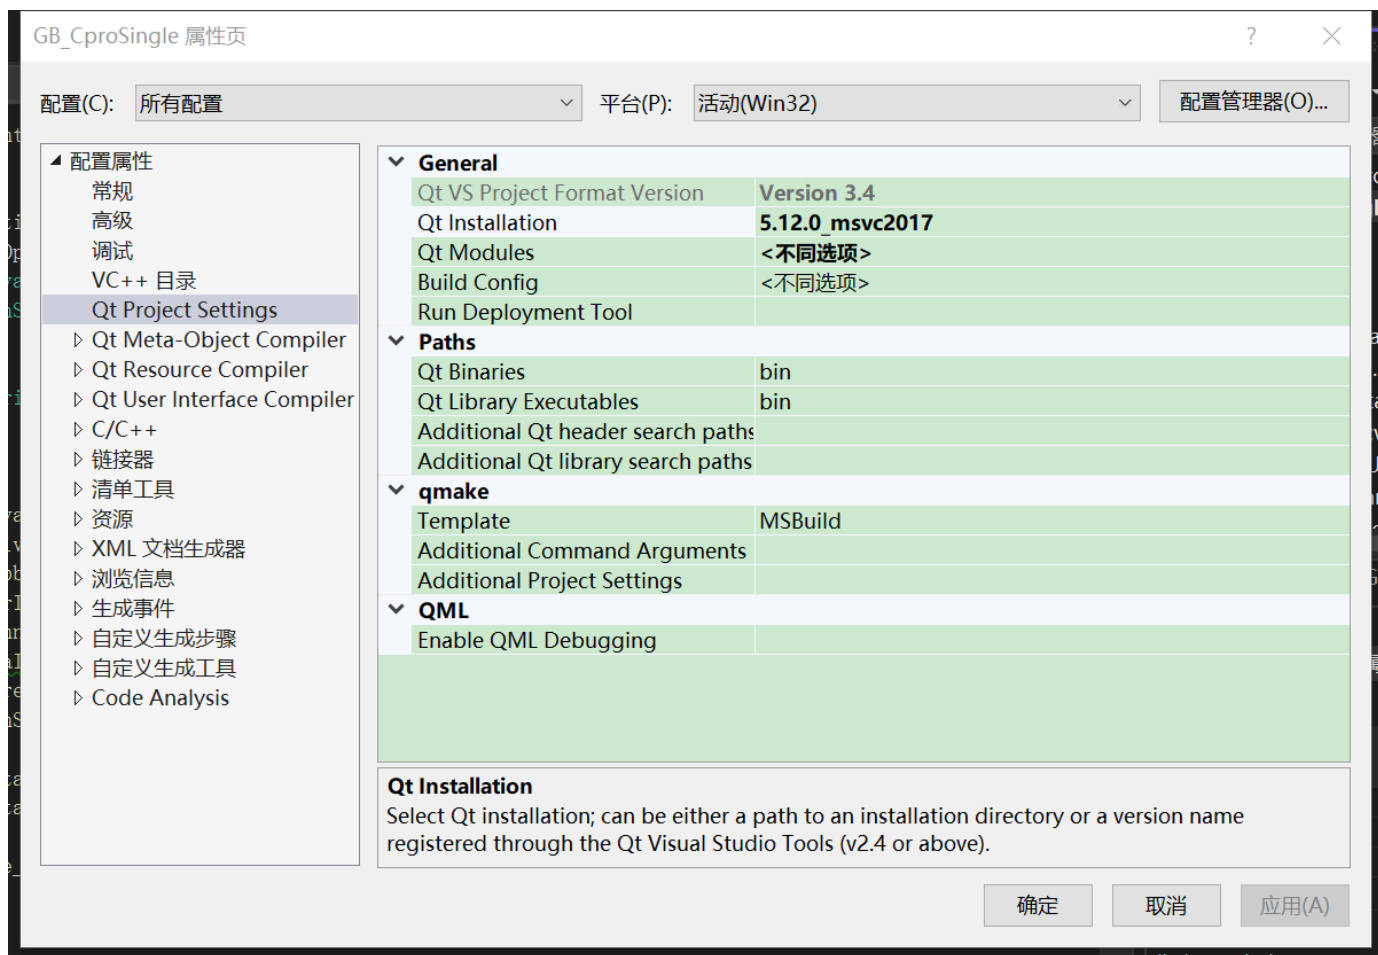 GB_CproSingle 属性页
配置(C): 所有配置 平台(P): 活动(Win32) 配置管理器(O)...
配置属性
常规
高级
调试
VC++ 目录
Qt Project Settings
Qt Meta-Object Compiler
Qt Resource Compiler
Qt User Interface Compiler
C/C++
链接器
清单工具
资源
XML 文档生成器
浏览信息
生成事件
自定义生成步骤
自定义生成工具
Code Analysis
General
Qt VS Project Format Version Version 3.4
Qt Installation 5.12.0_msvc2017
Qt Modules <不同选项>
Build Config <不同选项>
Run Deployment Tool
Paths
Qt Binaries bin
Qt Library Executables bin
Additional Qt header search paths
Additional Qt library search paths
qmake
Template MSBuild
Additional Command Arguments
Additional Project Settings
QML
Enable QML Debugging
Qt Installation
Select Qt installation; can be either a path to an installation directory or a version name
registered through the Qt Visual Studio Tools (v2.4 or above).
确定 取消 应用(A)